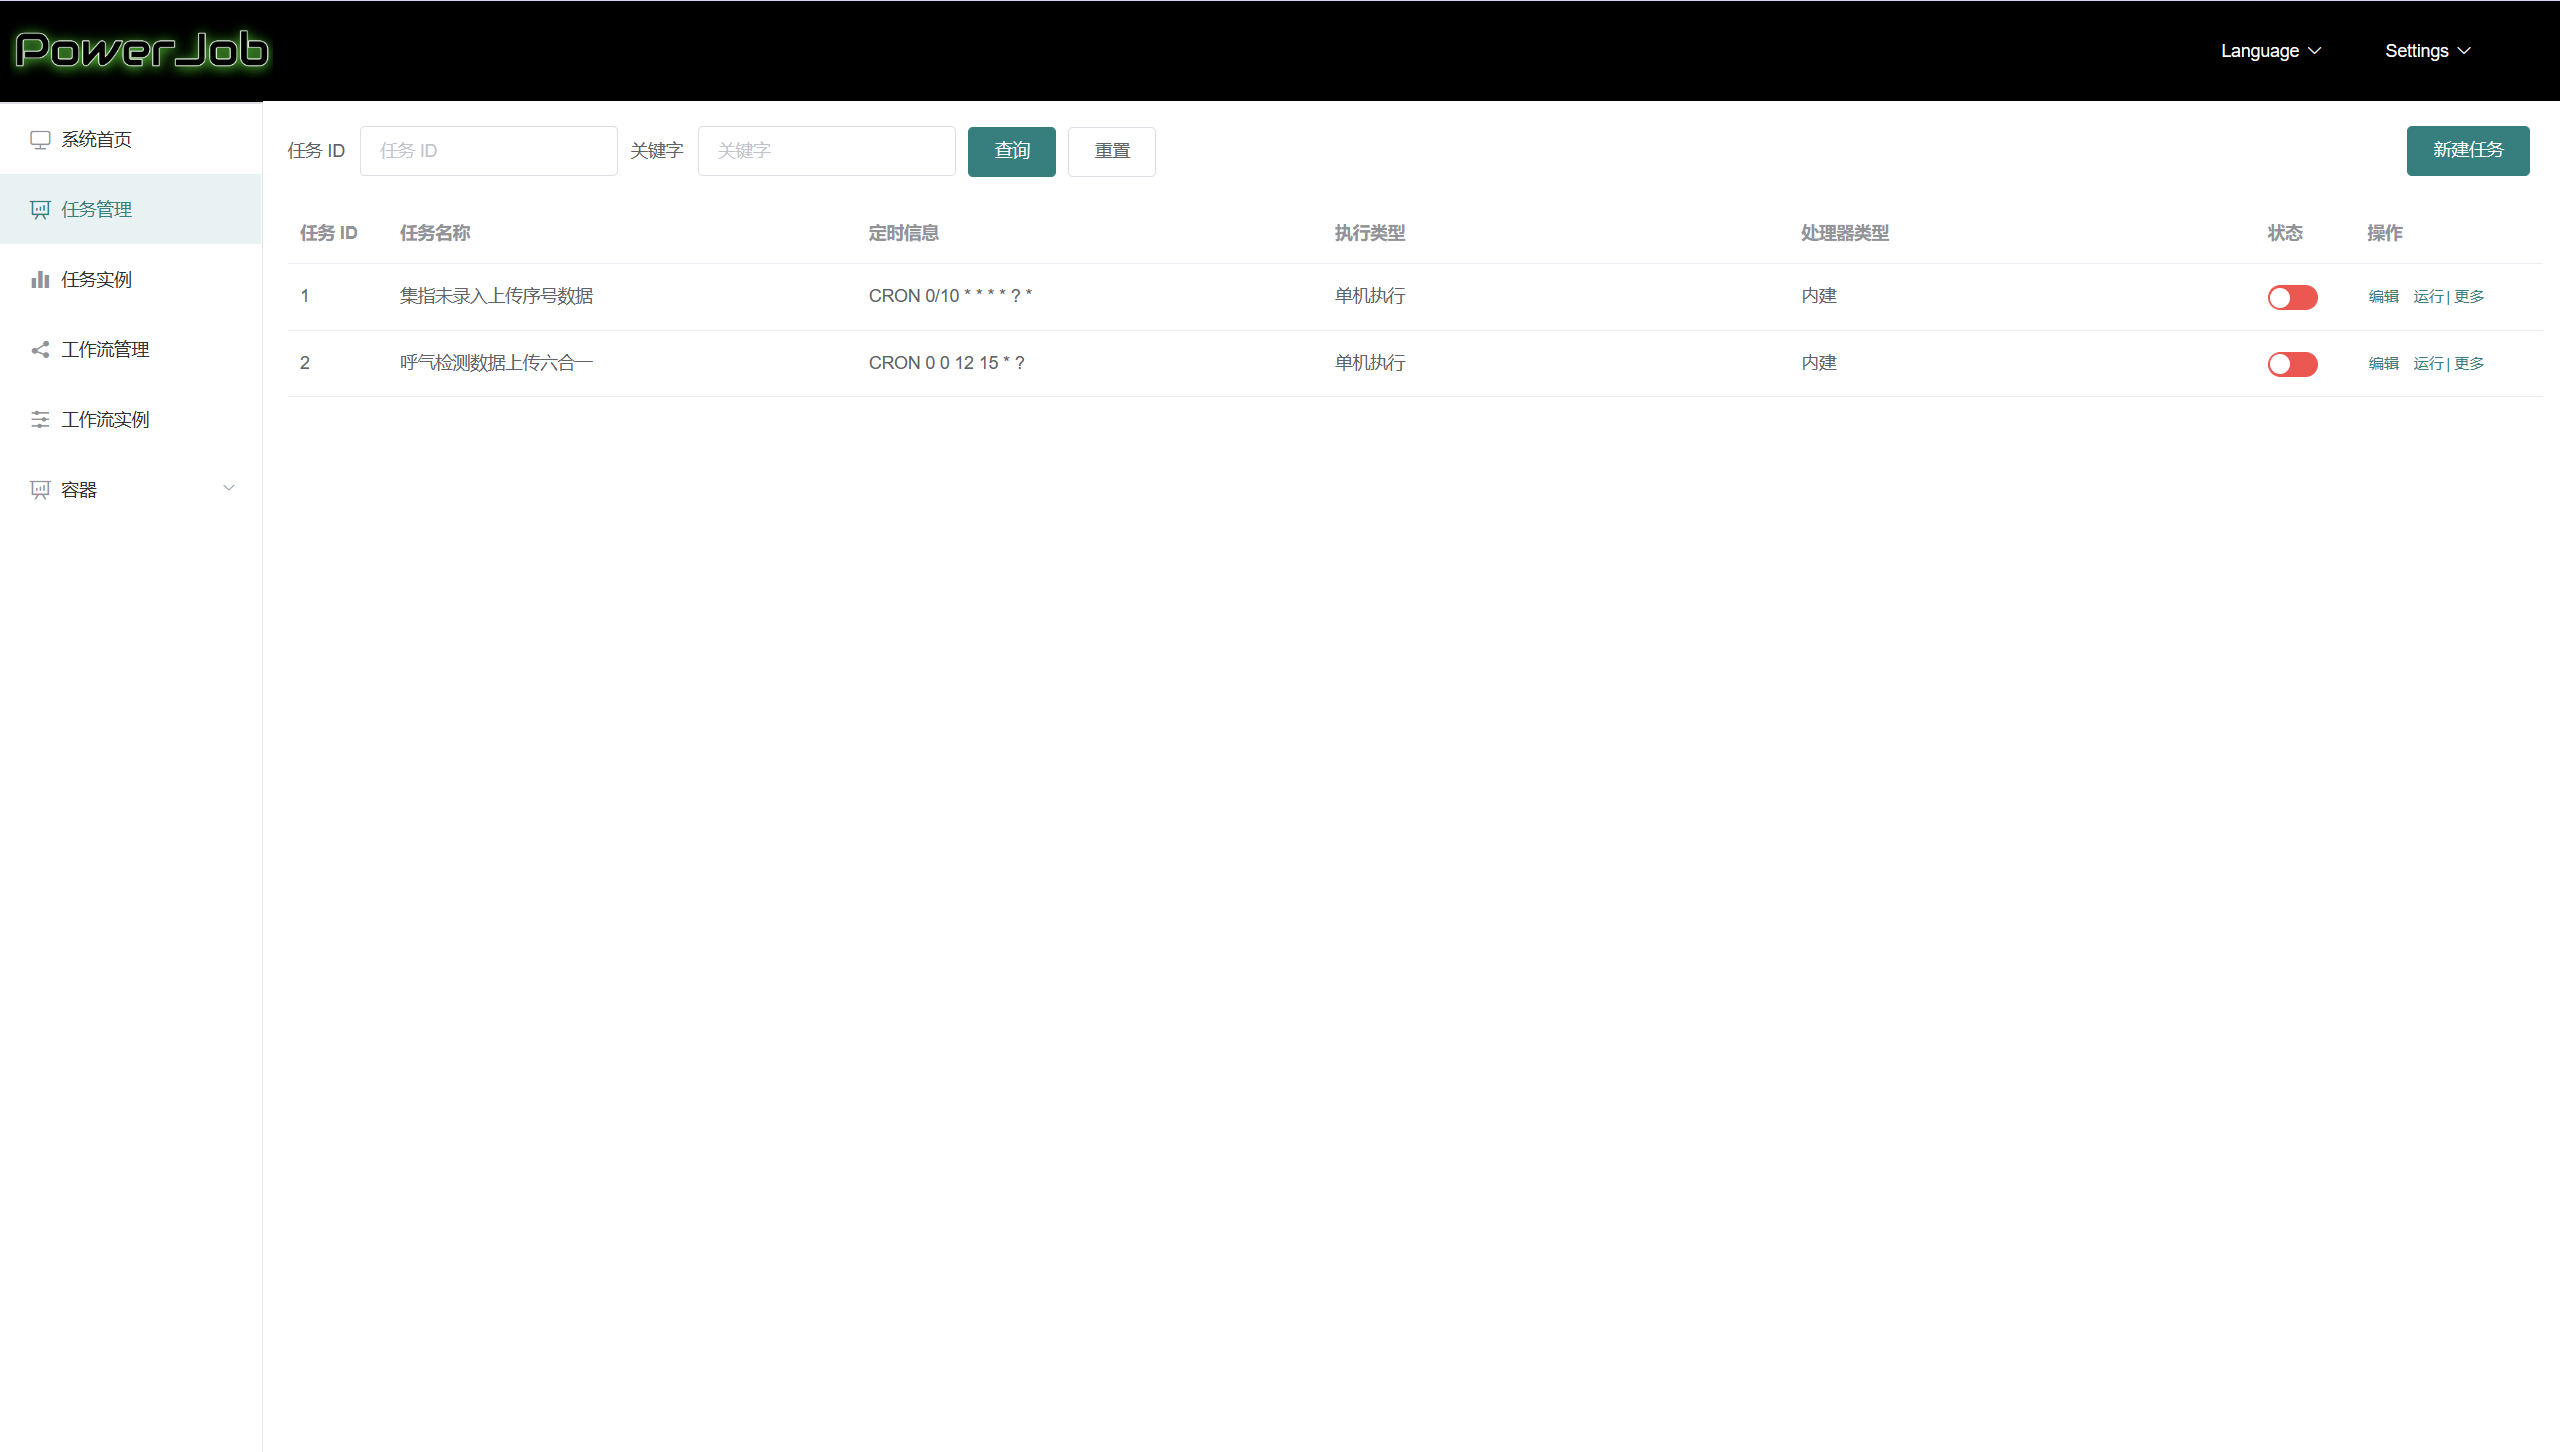 PowerJob
Language
Settings
系统首页
任务管理
任务实例
工作流管理
工作流实例
容器
任务 ID 任务 ID 关键字 关键字 查询 重置 新建任务
任务 ID 任务名称 定时信息 执行类型 处理器类型 状态 操作
1 集指未录入上传序号数据 CRON 0/10 * * * * ? * 单机执行 内建 编辑 运行 | 更多
2 呼气检测数据上传六合一 CRON 0 0 12 15 * ? 单机执行 内建 编辑 运行 | 更多